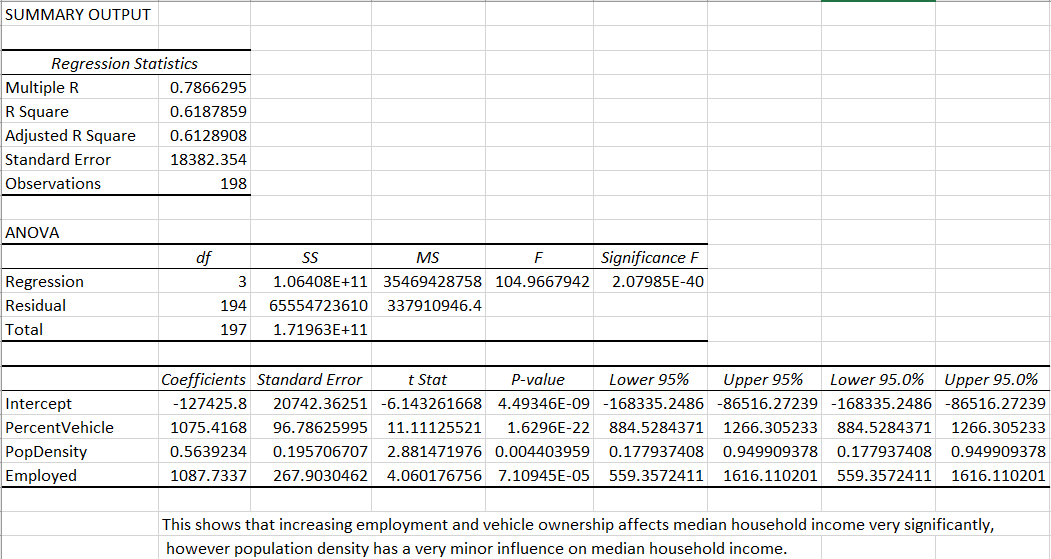 SUMMARY OUTPUT
Regression Statistics
Multiple R 0.7866295
R Square 0.6187859
Adjusted R Square 0.6128908
Standard Error 18382.354
Observations 198
ANOVA
df SS MS F Significance F
Regression 3 1.06408E+11 35469428758 104.9667942 2.07985E-40
Residual 194 65554723610 337910946.4
Total 197 1.71963E+11
Coefficients Standard Error t Stat P-value Lower 95% Upper 95% Lower 95.0% Upper 95.0%
Intercept -127425.8 20742.36251 -6.143261668 4.49346E-09 -168335.2486 -86516.27239 -168335.2486 -86516.27239
PercentVehicle 1075.4168 96.78625995 11.11125521 1.6296E-22 884.5284371 1266.305233 884.5284371 1266.305233
PopDensity 0.5639234 0.195706707 2.881471976 0.004403959 0.177937408 0.949909378 0.177937408 0.949909378
Employed 1087.7337 267.9030462 4.060176756 7.10945E-05 559.3572411 1616.110201 559.3572411 1616.110201
This shows that increasing employment and vehicle ownership affects median household income very significantly,
however population density has a very minor influence on median household income.